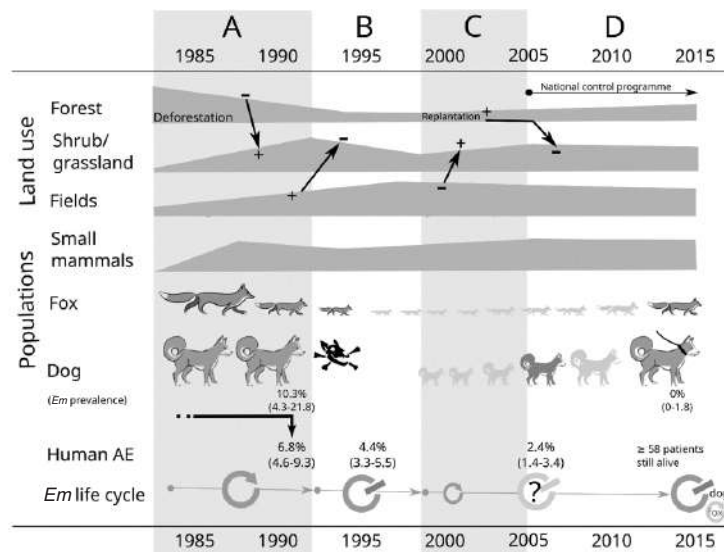 A B C D
1985 1990 1995 2000 2005 2010 2015
National control programme
Land use
Forest
Deforestation
Replantation
Shrub/
grassland
Fields
- + - + - + + -
Populations
Small
mammals
Fox
Dog
(Em prevalence)
10.3%
(4.3-21.8)
0%
(0-1.8)
Human AE
6.8%
(4.6-9.3)
4.4%
(3.3-5.5)
2.4%
(1.4-3.4)
≥ 58 patients
still alive
Em life cycle
?
dog
fox
1985 1990 1995 2000 2005 2010 2015